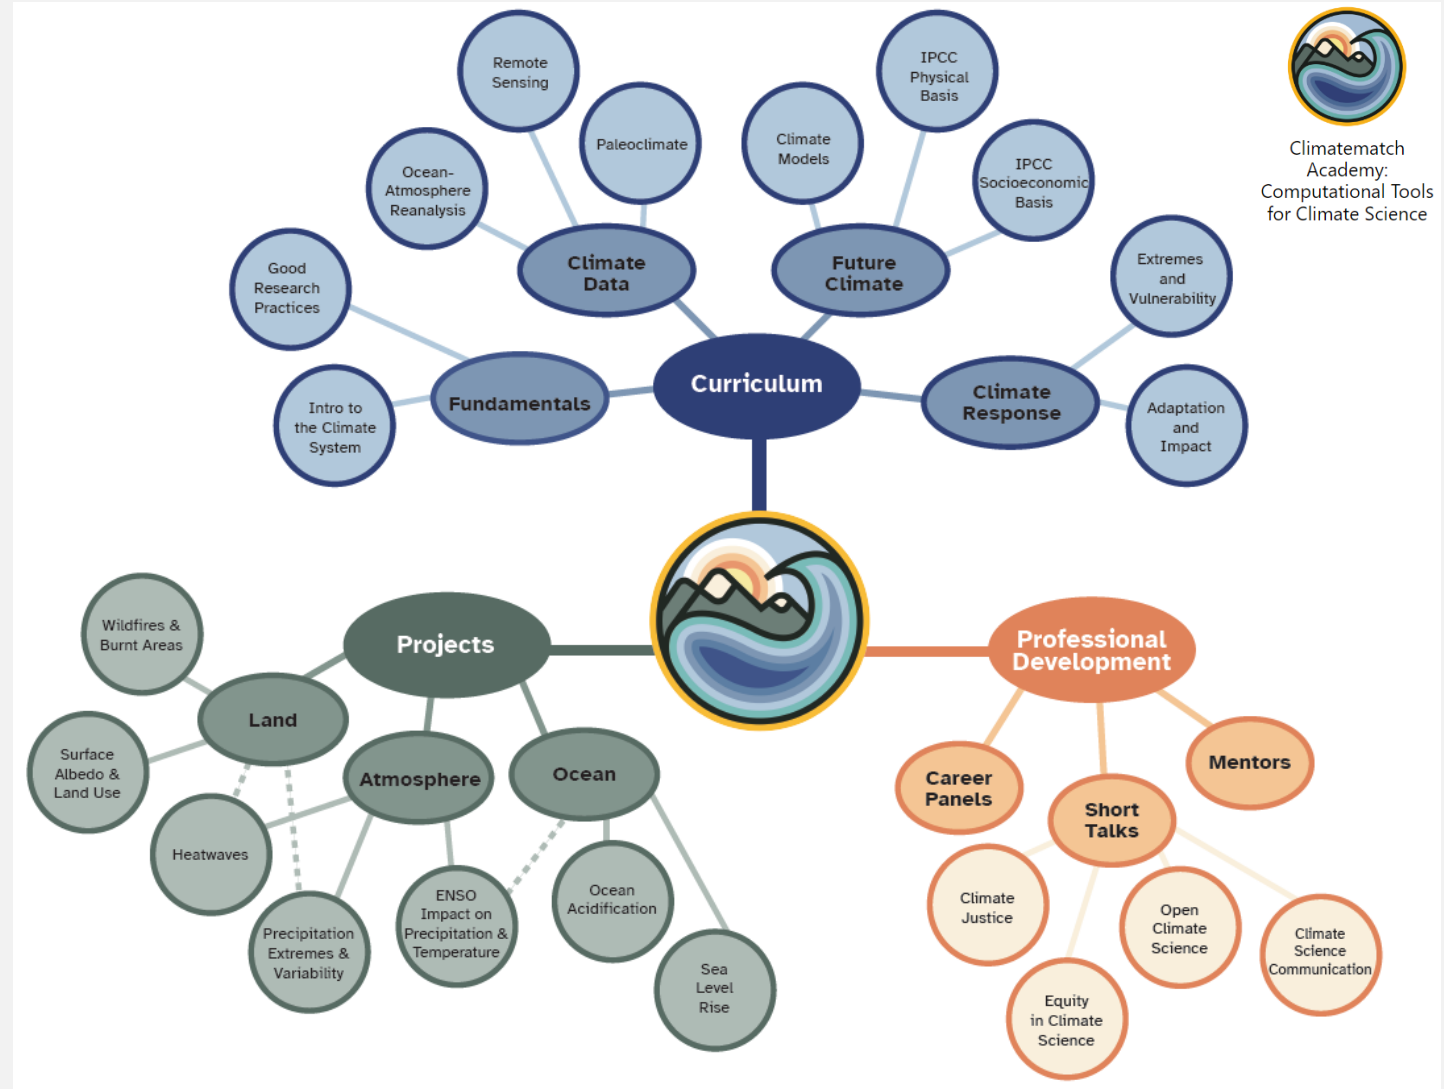 Remote
Sensing
IPCC
Physical
Basis
Paleoclimate
Climate
Models
Ocean-
Atmosphere
Reanalysis
IPCC
Socioeconomic
Basis
Climatematch
Academy:
Computational Tools
for Climate Science
Good
Research
Practices
Climate
Data
Future
Climate
Extremes
and
Vulnerability
Intro to
the Climate
System
Fundamentals
Curriculum
Climate
Response
Adaptation
and
Impact
Wildfires &
Burnt Areas
Projects
Professional
Development
Land
Surface
Albedo &
Land Use
Atmosphere
Ocean
Career
Panels
Short
Talks
Mentors
Heatwaves
Precipitation
Extremes &
Variability
ENSO
Impact on
Precipitation &
Temperature
Ocean
Acidification
Sea
Level
Rise
Climate
Justice
Equity
in Climate
Science
Open
Climate
Science
Climate
Science
Communication